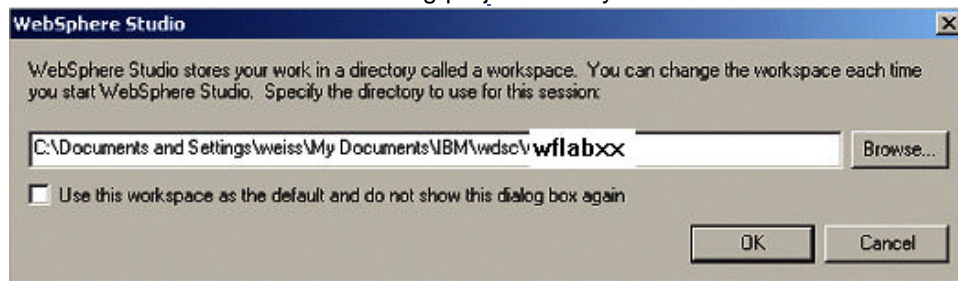 WebSphere Studio
WebSphere Studio stores your work in a directory called a workspace. You can change the workspace each time
you start WebSphere Studio. Specify the directory to use for this session:
C:\Documents and Settings\weiss\My Documents\IBM\wdsc\ wflabxx
Browse...
Use this workspace as the default and do not show this dialog box again
OK
Cancel